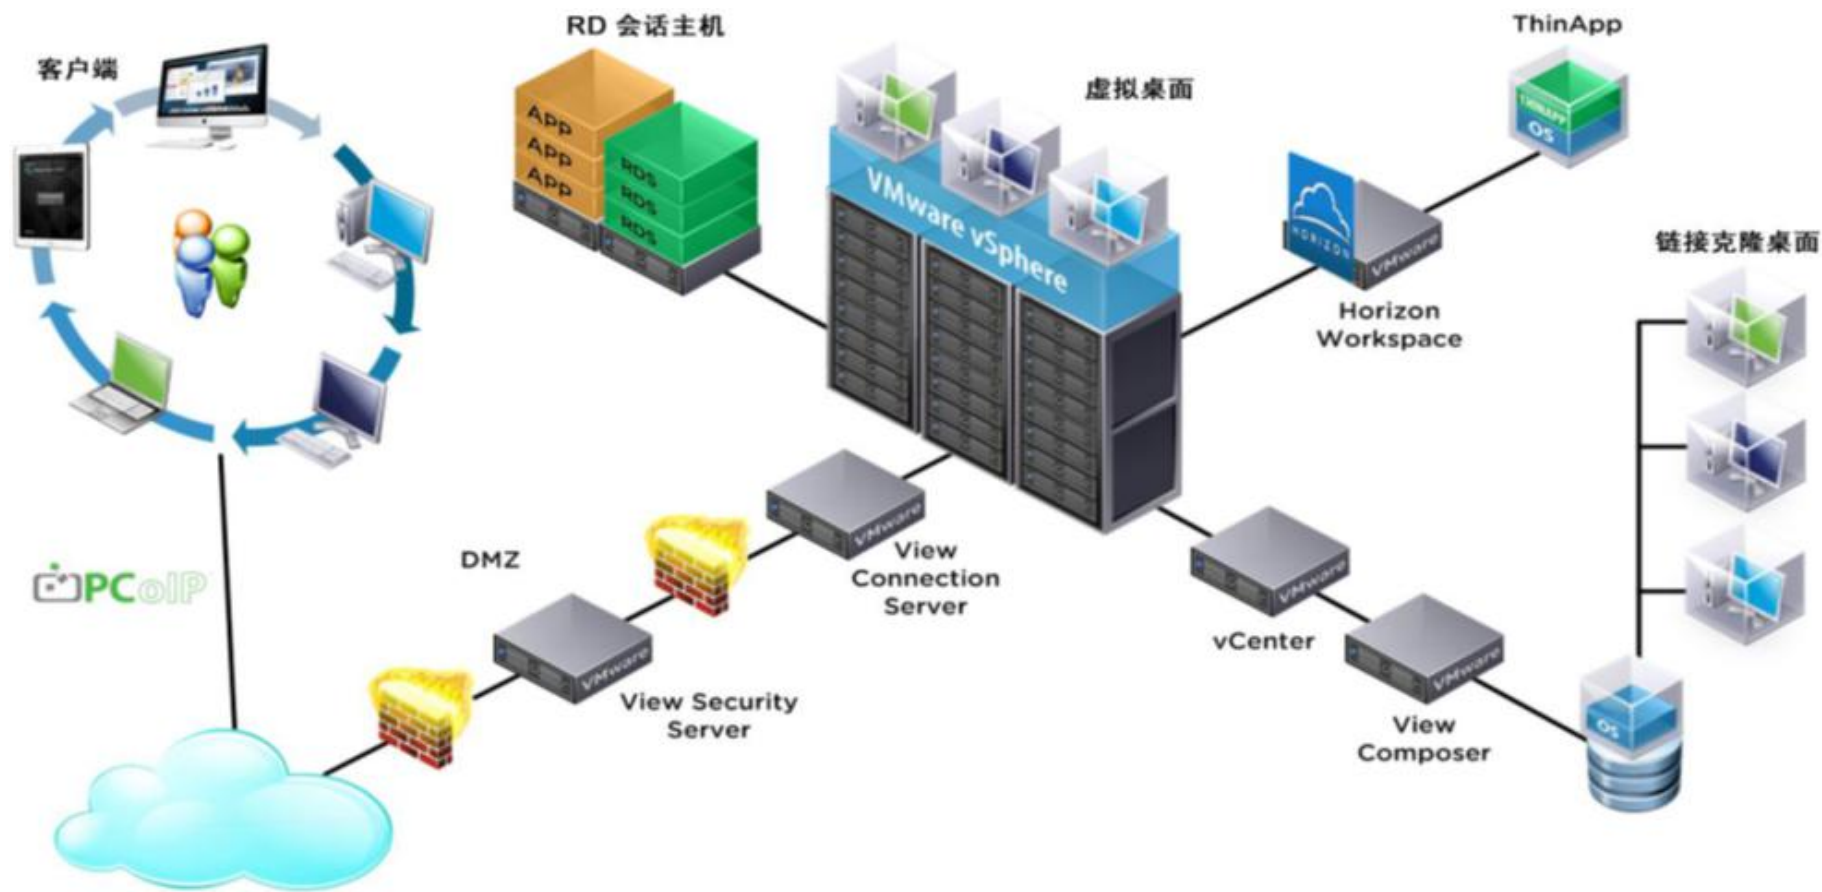 RD 会话主机
ThinApp
客户端
虚拟桌面
APP
APP
APP
RDS
RDS
RDS
THINAPP
OS
VMware vSphere
HORIZON
VMware
链接克隆桌面
Horizon
Workspace
VMware
View
Connection
Server
DMZ
PCoIP
VMware
vCenter
VMware
View Security
Server
VMware
View
Composer
OS